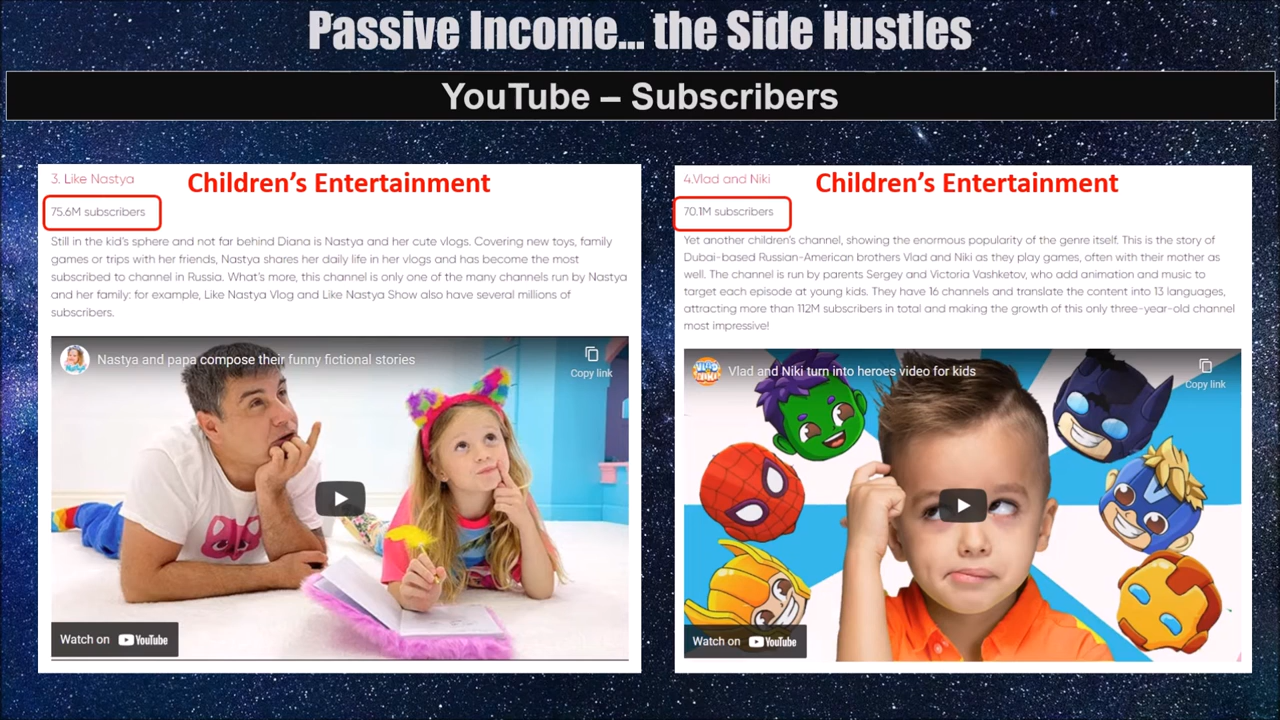 Passive Income... the Side Hustles
YouTube – Subscribers
3. Like Nastya
Children's Entertainment
75.6M subscribers
Still in the kid's sphere and not far behind Diana is Nastya and her cute vlogs. Covering new toys, family
games or trips with her friends, Nastya shares her daily life in her vlogs and has become the most
subscribed to channel in Russia. What's more, this channel is only one of the many channels run by Nastya
and her family: for example, Like Nastya Vlog and Like Nastya Show also have several millions of
subscribers.
Nastya and papa compose their funny fictional stories
Copy link
Watch on YouTube
4.Vlad and Niki
Children's Entertainment
70.1M subscribers
Yet another children's channel, showing the enormous popularity of the genre itself. This is the story of
Dubai-based Russian-American brothers Vlad and Niki as they play games, often with their mother as
well. The channel is run by parents Sergey and Victoria Vashketov, who add animation and music to
target each episode at young kids. They have 16 channels and translate the content into 13 languages,
attracting more than 112M subscribers in total and making the growth of this only three-year-old channel
most impressive!
VLAD
NIKI
Vlad and Niki turn into heroes video for kids
Copy link
V
Watch on YouTube